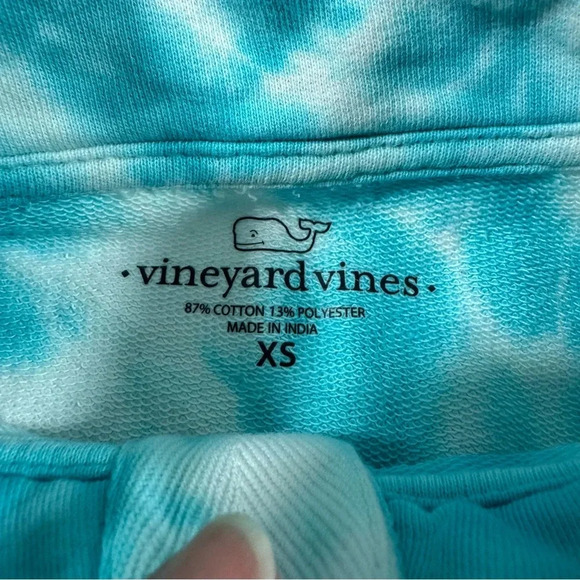 • vineyard vines •
87% COTTON 13% POLYESTER
MADE IN INDIA
XS